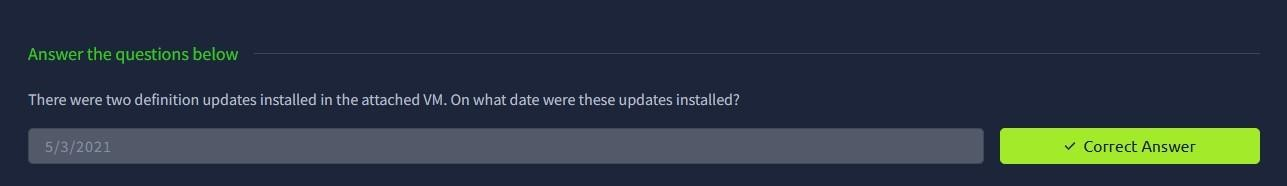 Answer the questions below
There were two definition updates installed in the attached VM. On what date were these updates installed?
5/3/2021
✓ Correct Answer